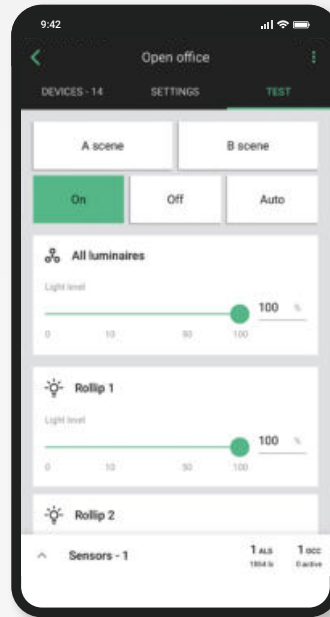 9:42
Open office
DEVICES - 14 SETTINGS TEST
A scene B scene
On Off Auto
All luminaires
Light level
100 %
0 10 50 100
Rollip 1
Light level
100 %
0 10 50 100
Rollip 2
Sensors - 1 1 ALS 1 OCC
0 active